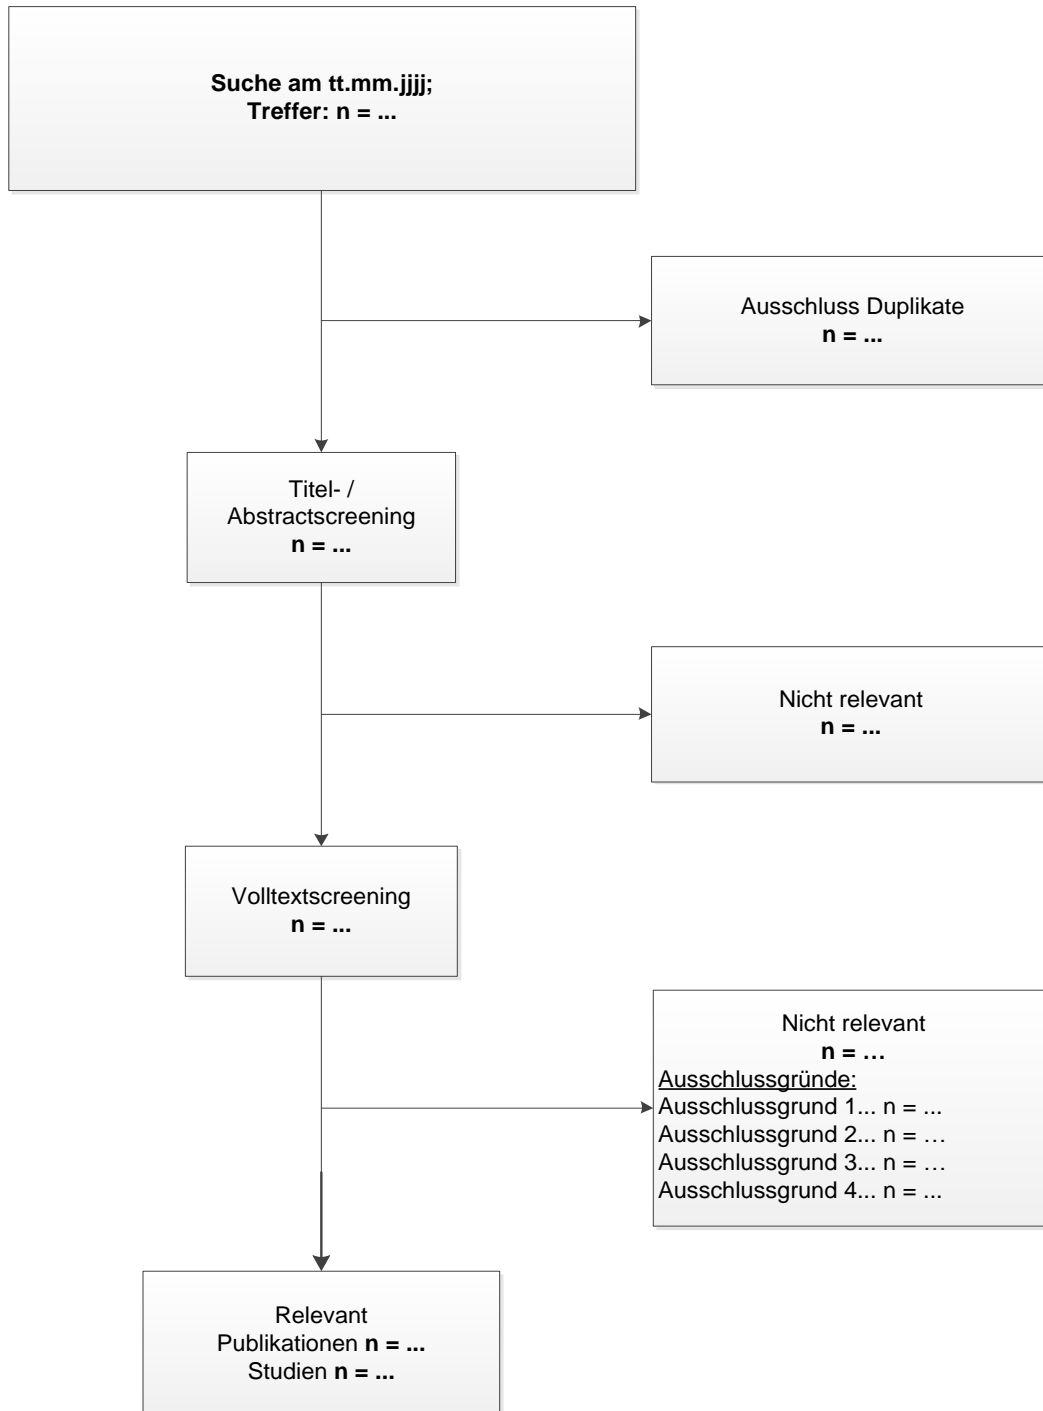 Suche am tt.mm.jjjj;
Treffer: n = ...
Ausschluss Duplikate
n = ...
Titel- /
Abstractscreening
n = ...
Nicht relevant
n = ...
Volltextscreening
n = ...
Nicht relevant
n = …
Ausschlussgründe:
Ausschlussgrund 1... n = ...
Ausschlussgrund 2... n = …
Ausschlussgrund 3... n = …
Ausschlussgrund 4... n = ...
Relevant
Publikationen n = ...
Studien n = ...